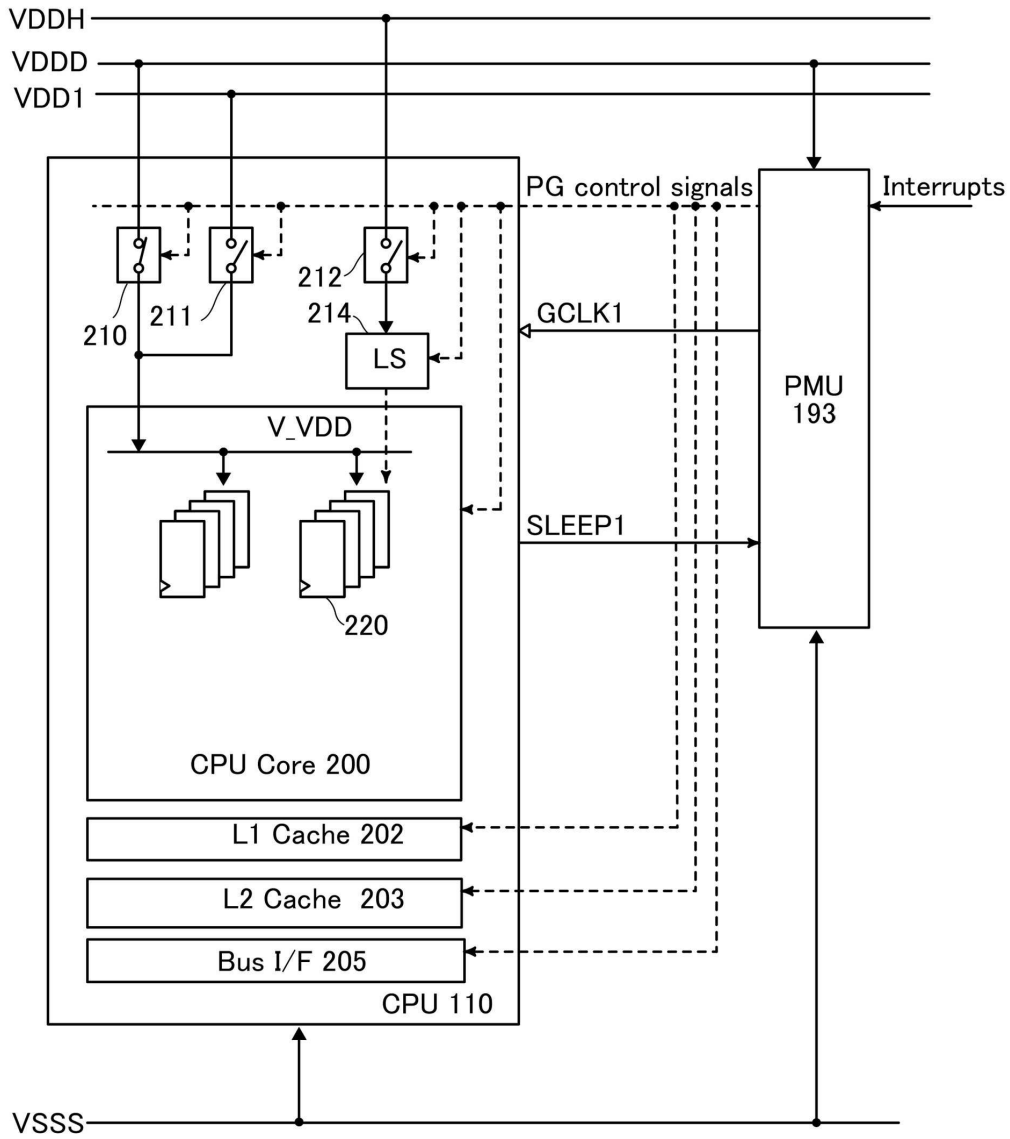 VDDH
VDDD
VDD1
PG control signals
Interrupts
210
211
212
214
LS
GCLK1
PMU
193
V_VDD
SLEEP1
220
CPU Core 200
L1 Cache 202
L2 Cache 203
Bus I/F 205
CPU 110
VSSS